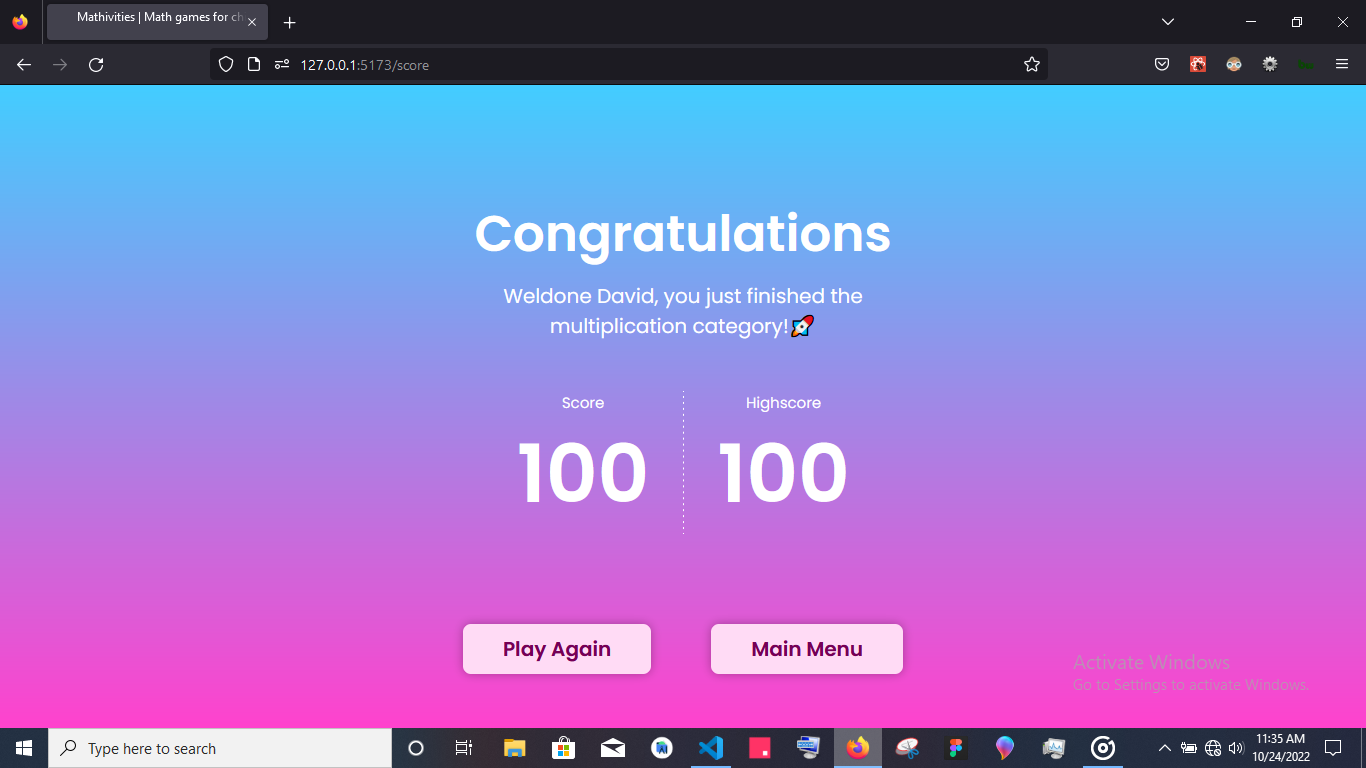 Mathivities | Math games for ch
127.0.0.1:5173/score
Congratulations
Weldone David, you just finished the
multiplication category!🚀
Score
Highscore
100
100
Play Again
Main Menu
Activate Windows
Go to Settings to activate Windows.
Type here to search
11:35 AM
10/24/2022